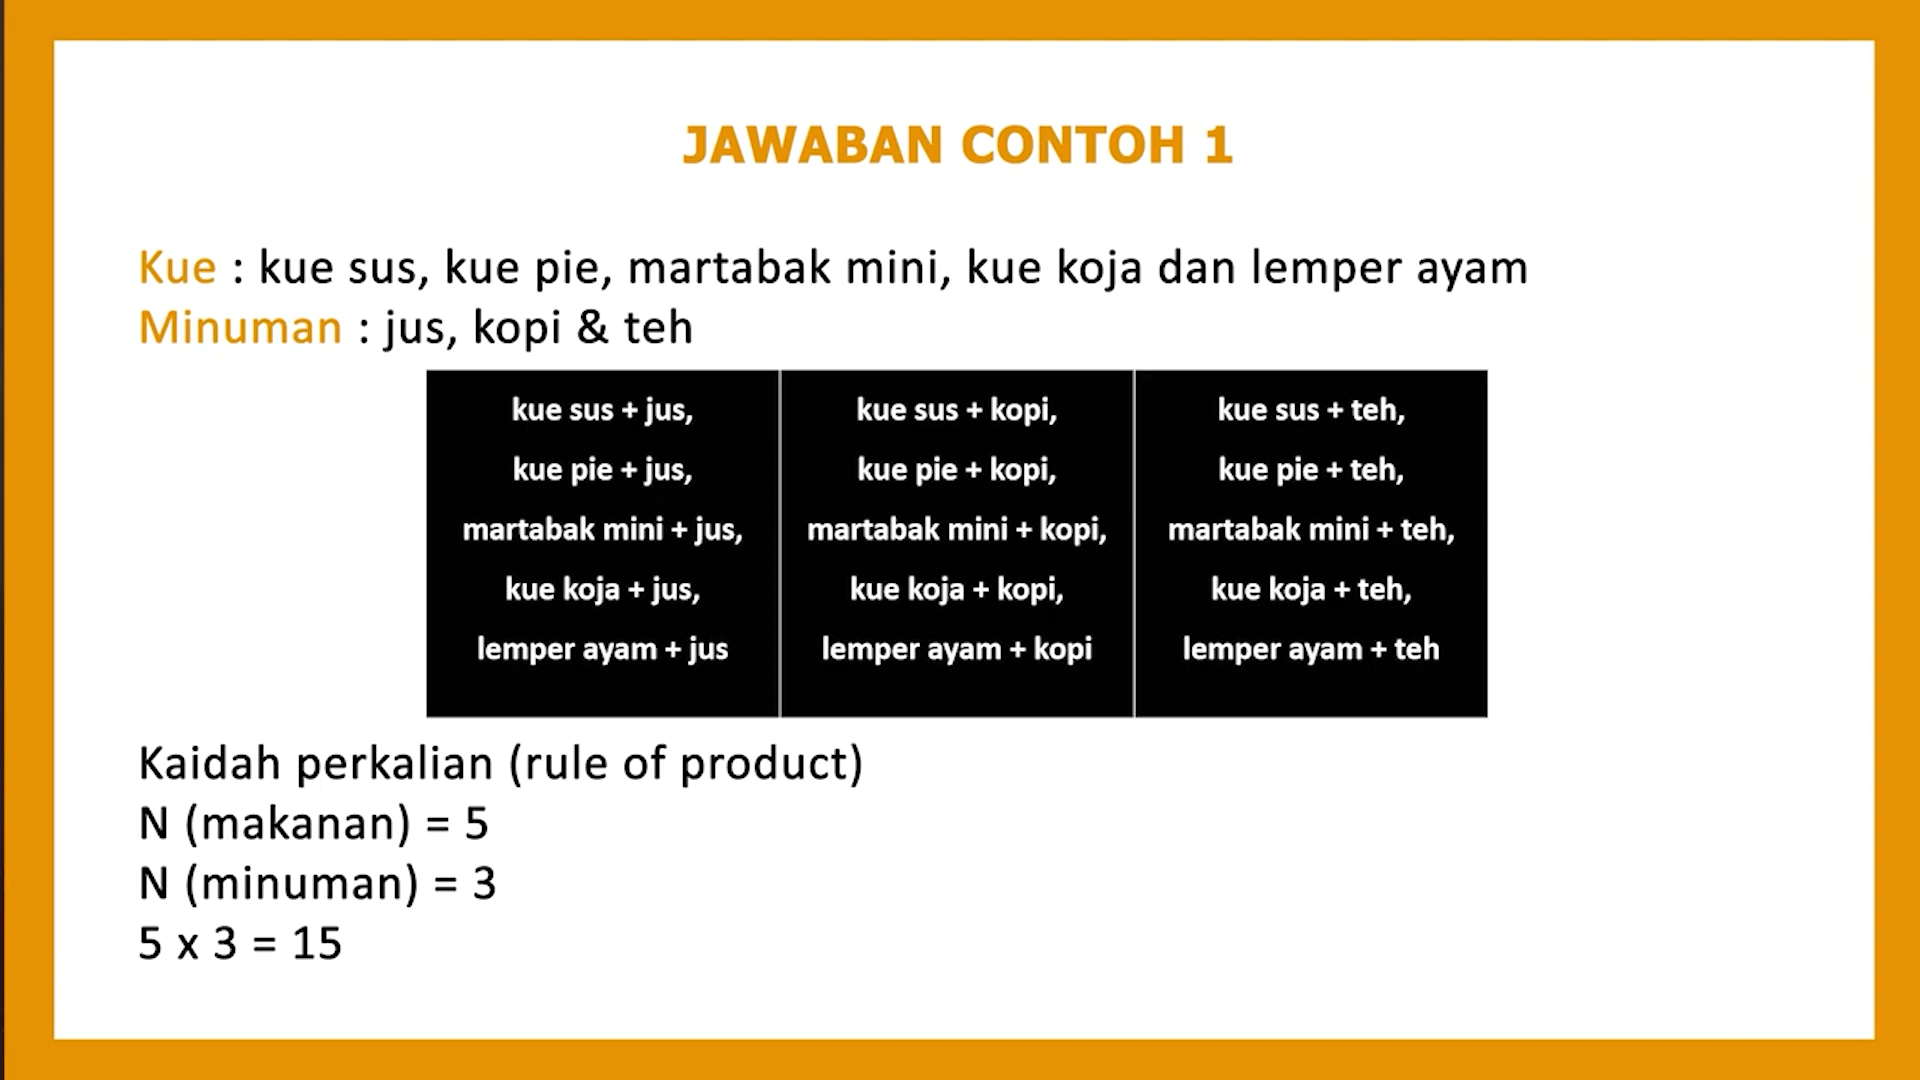 JAWABAN CONTOH 1
Kue : kue sus, kue pie, martabak mini, kue koja dan lemper ayam
Minuman : jus, kopi & teh
kue sus + jus,
kue pie + jus,
martabak mini + jus,
kue koja + jus,
lemper ayam + jus
kue sus + kopi,
kue pie + kopi,
martabak mini + kopi,
kue koja + kopi,
lemper ayam + kopi
kue sus + teh,
kue pie + teh,
martabak mini + teh,
kue koja + teh,
lemper ayam + teh
Kaidah perkalian (rule of product)
N (makanan) = 5
N (minuman) = 3
5 x 3 = 15